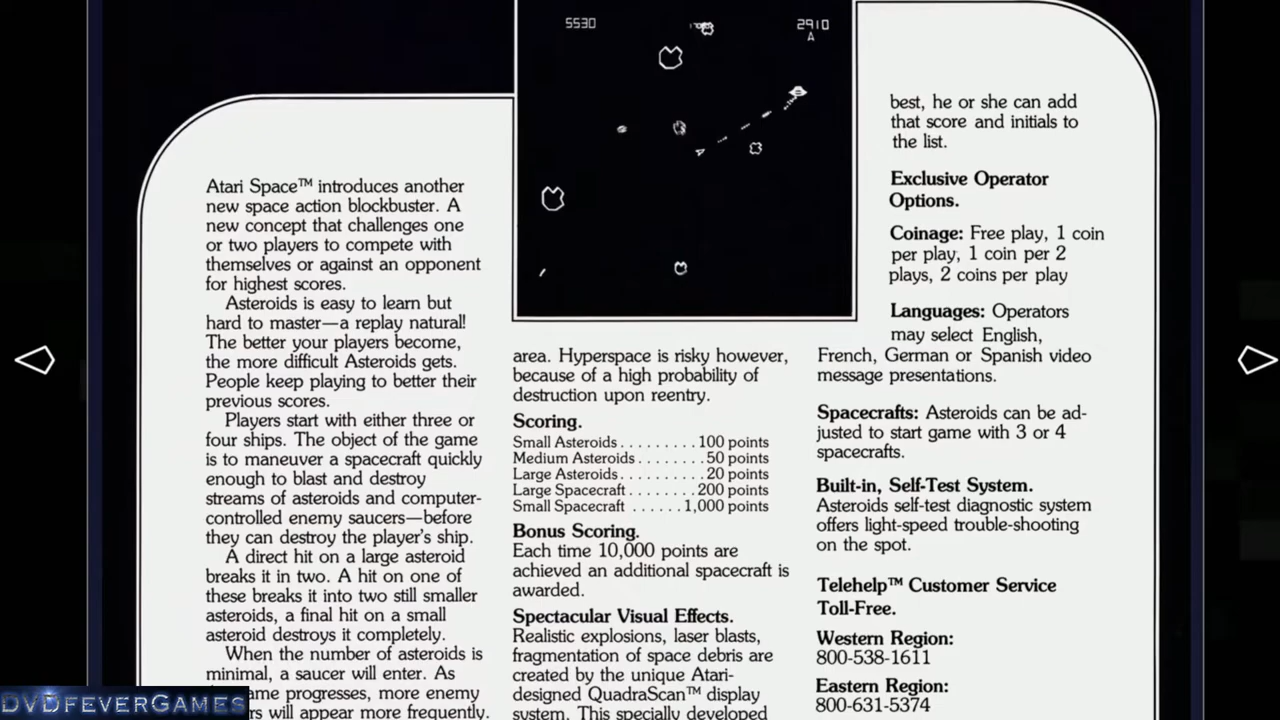 5530
2910
A
Atari Space™ introduces another
new space action blockbuster. A
new concept that challenges one
or two players to compete with
themselves or against an opponent
for highest scores.
Asteroids is easy to learn but
hard to master—a replay natural!
The better your players become,
the more difficult Asteroids gets.
People keep playing to better their
previous scores.
Players start with either three or
four ships. The object of the game
is to maneuver a spacecraft quickly
enough to blast and destroy
streams of asteroids and computer-
controlled enemy saucers—before
they can destroy the player's ship.
A direct hit on a large asteroid
breaks it in two. A hit on one of
these breaks it into two still smaller
asteroids, a final hit on a small
asteroid destroys it completely.
When the number of asteroids is
minimal, a saucer will enter. As
ame progresses, more enemy
rs will appear more frequently.
area. Hyperspace is risky however,
because of a high probability of
destruction upon reentry.
Scoring.
Small Asteroids . . . . . . . . . 100 points
Medium Asteroids . . . . . . . . 50 points
Large Asteroids . . . . . . . . . . 20 points
Large Spacecraft . . . . . . . 200 points
Small Spacecraft . . . . . . 1,000 points
Bonus Scoring.
Each time 10,000 points are
achieved an additional spacecraft is
awarded.
Spectacular Visual Effects.
Realistic explosions, laser blasts,
fragmentation of space debris are
created by the unique Atari-
designed QuadraScan™ display
system. This specially developed
best, he or she can add
that score and initials to
the list.
Exclusive Operator
Options.
Coinage: Free play, 1 coin
per play, 1 coin per 2
plays, 2 coins per play
Languages: Operators
may select English,
French, German or Spanish video
message presentations.
Spacecrafts: Asteroids can be ad-
justed to start game with 3 or 4
spacecrafts.
Built-in, Self-Test System.
Asteroids self-test diagnostic system
offers light-speed trouble-shooting
on the spot.
Telehelp™ Customer Service
Toll-Free.
Western Region:
800-538-1611
Eastern Region:
800-631-5374
DVDfeverGames